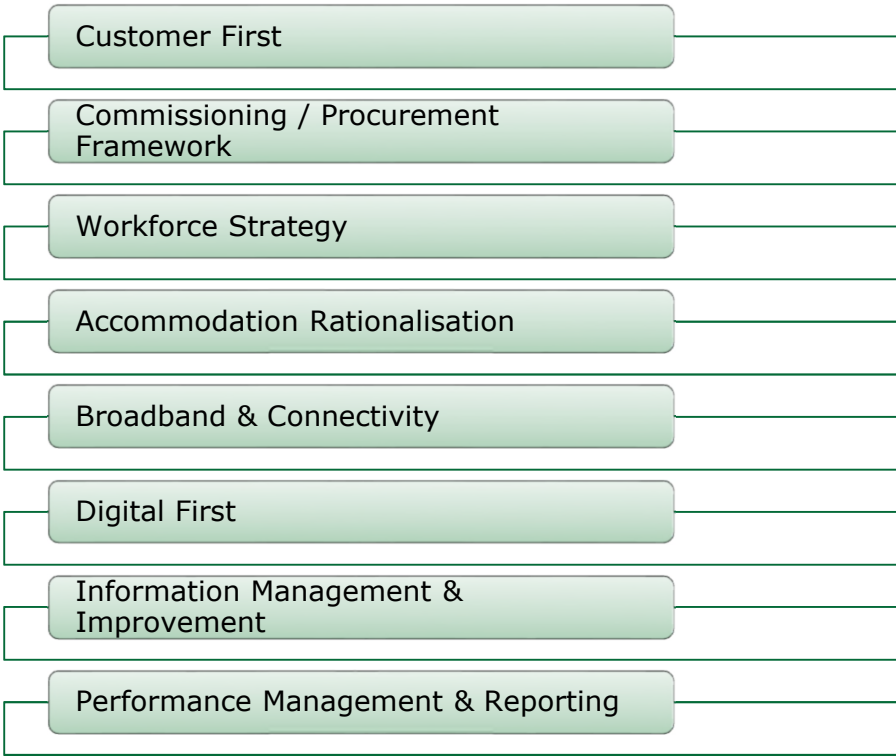 Customer First
Commissioning / Procurement
Framework
Workforce Strategy
Accommodation Rationalisation
Broadband & Connectivity
Digital First
Information Management &
Improvement
Performance Management & Reporting